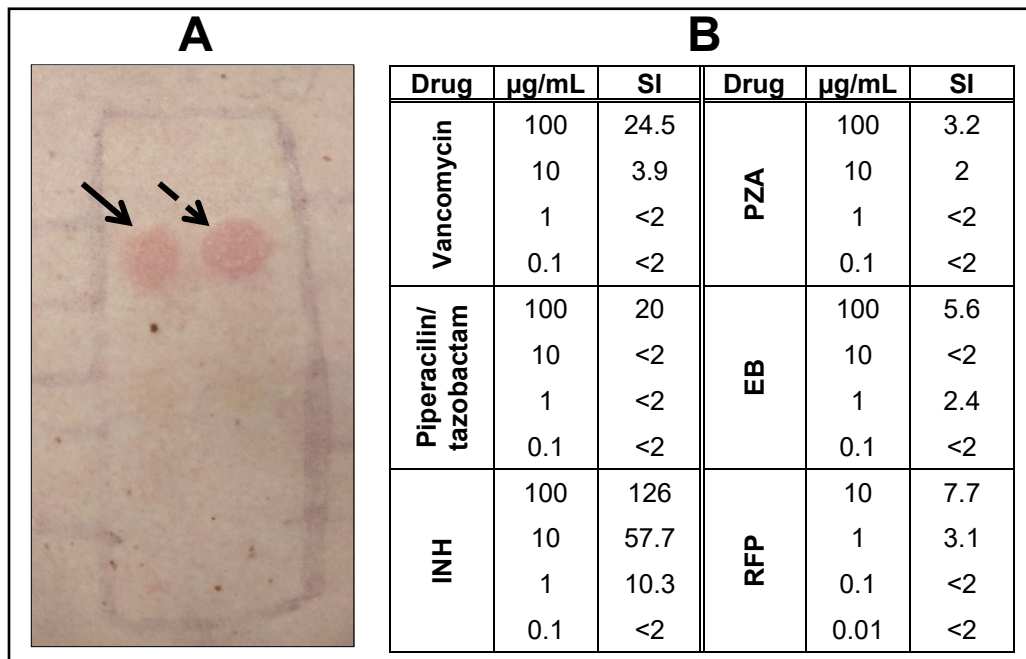 A
B
Drug µg/mL SI Drug µg/mL SI
Vancomycin
100 24.5
10 3.9
1 <2
0.1 <2
PZA
100 3.2
10 2
1 <2
0.1 <2
Piperacilin/
tazobactam
100 20
10 <2
1 <2
0.1 <2
EB
100 5.6
10 <2
1 2.4
0.1 <2
INH
100 126
10 57.7
1 10.3
0.1 <2
RFP
10 7.7
1 3.1
0.1 <2
0.01 <2